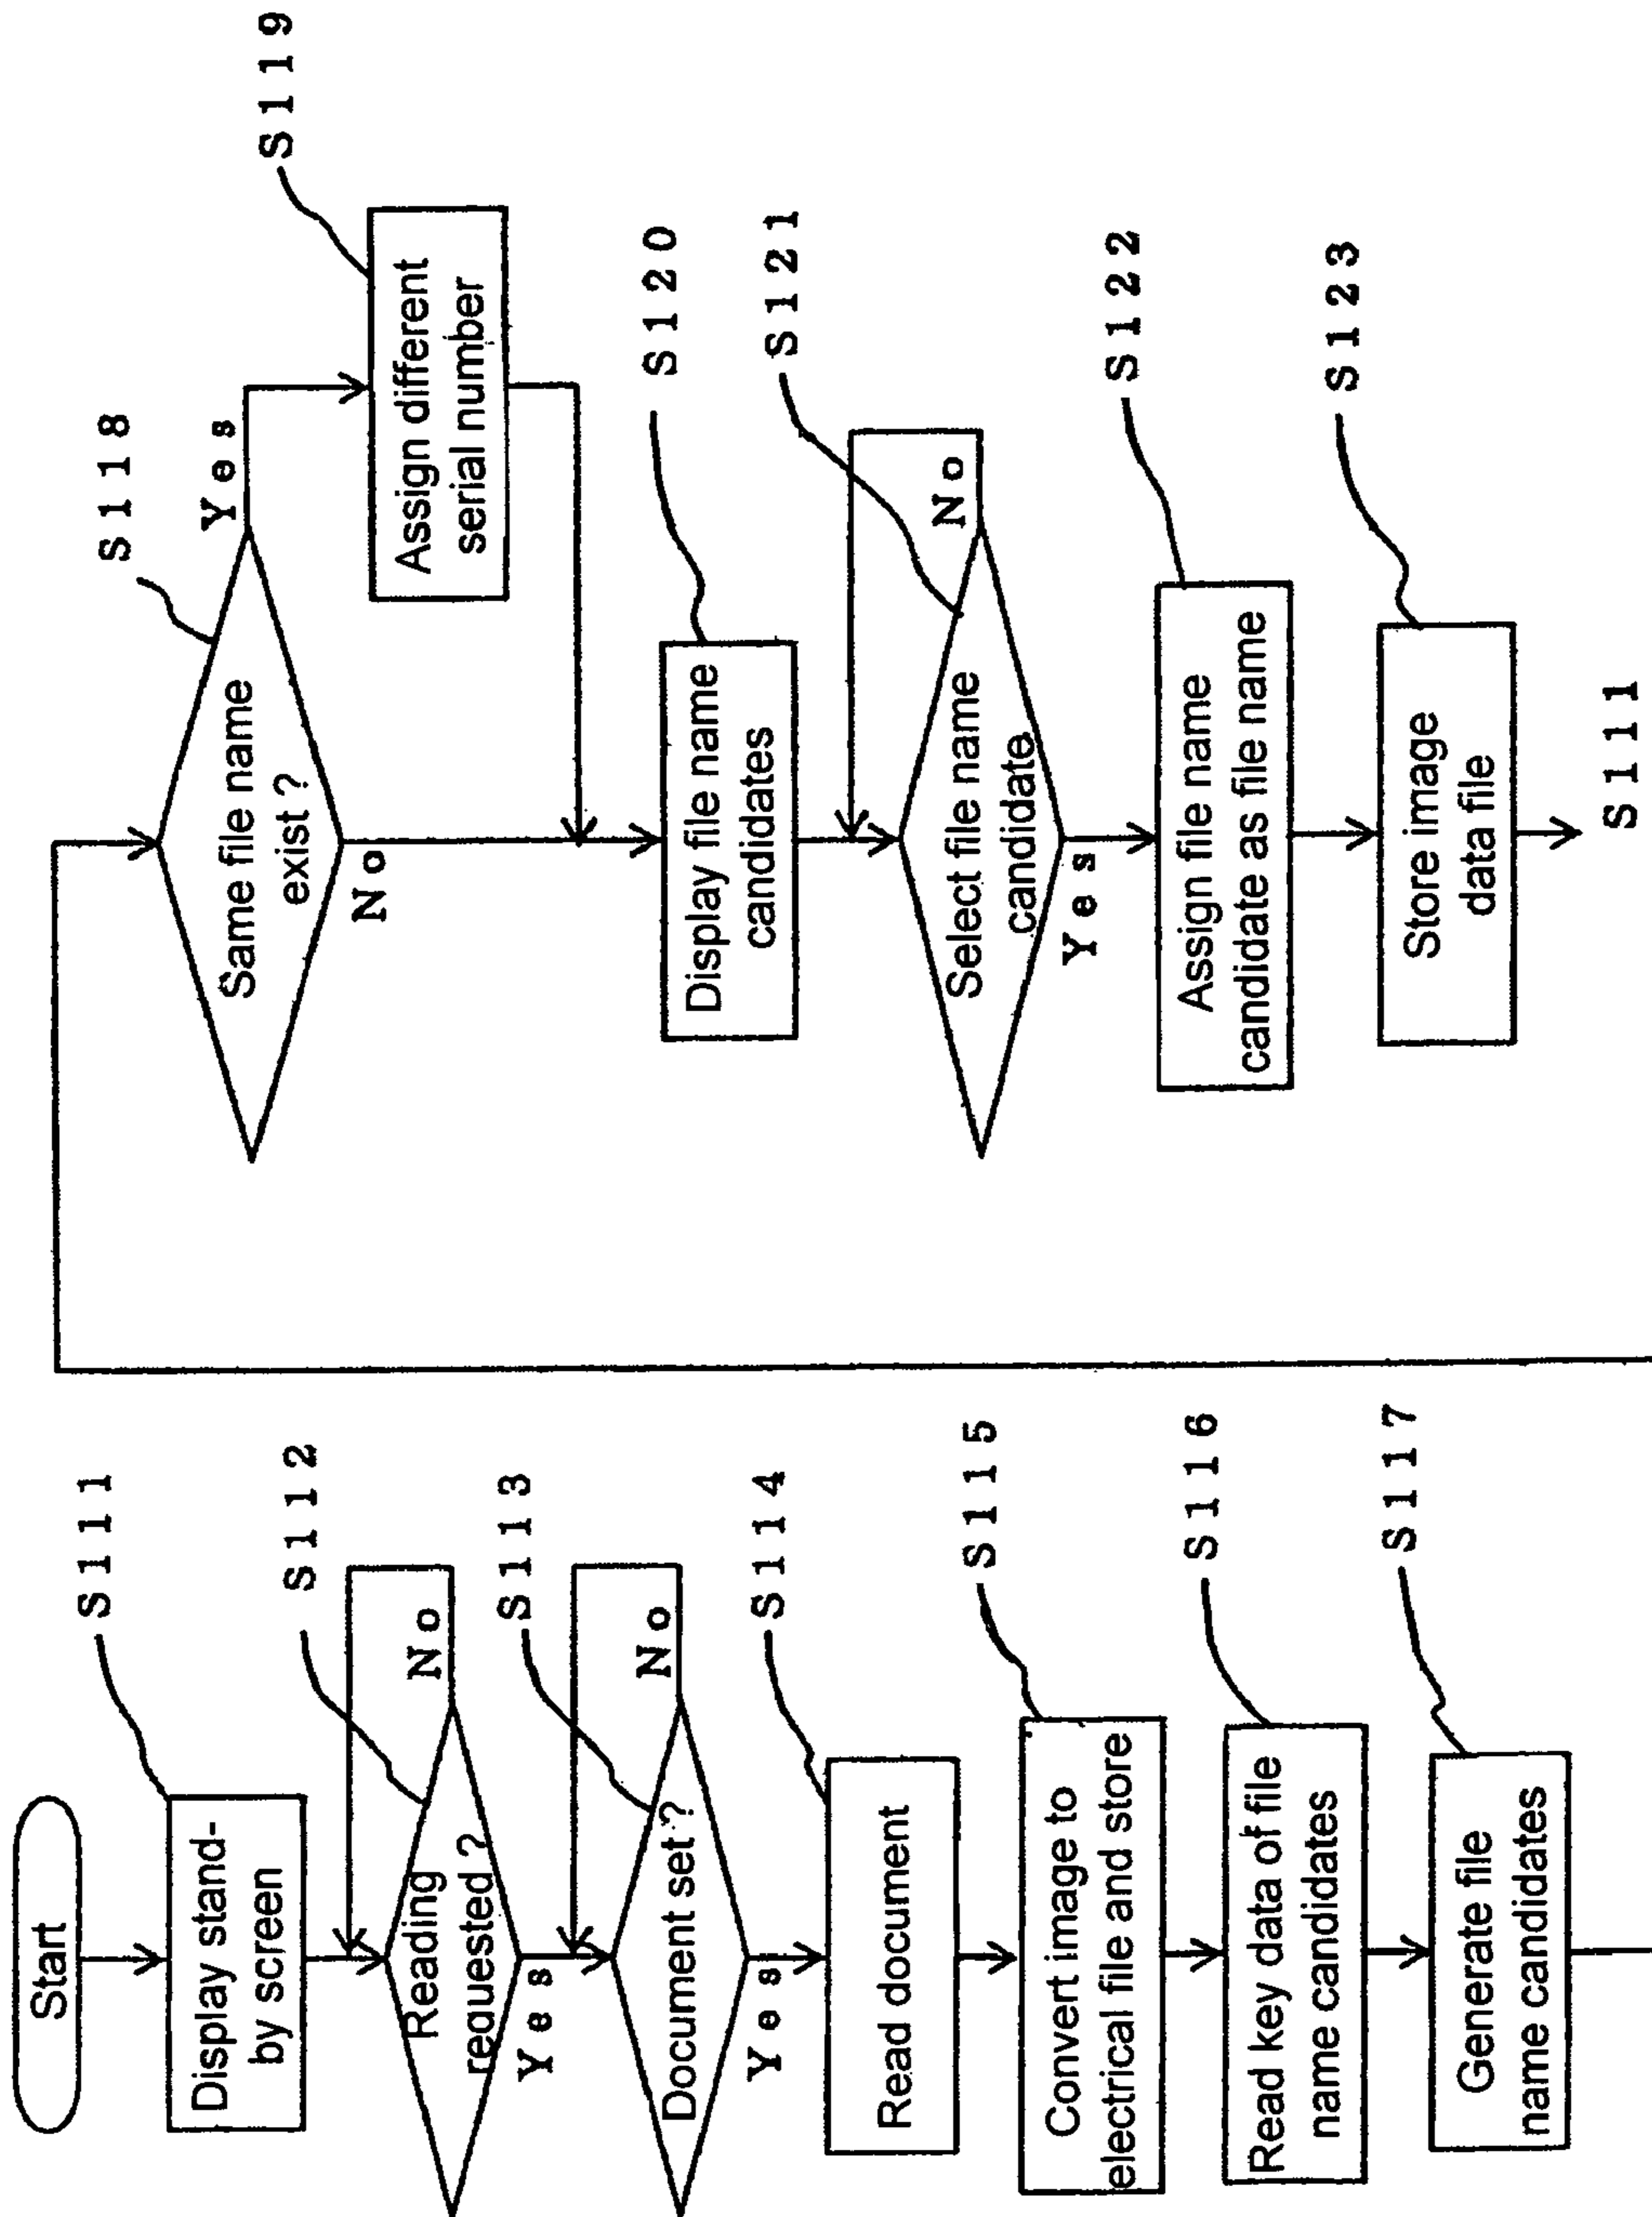 Start
Display stand-
by screen
S111
Reading
requested ?
S112
No
Yes
Document set ?
S113
No
Yes
Read document
S114
Convert image to
electrical file and store
S115
Read key data of file
name candidates
S116
Generate file
name candidates
S117
Same file name
exist ?
S118
Yes
No
Assign different
serial number
S119
Display file name
candidates
S120
Select file name
candidate
S121
No
Yes
Assign file name
candidate as file name
S122
Store image
data file
S123
S111